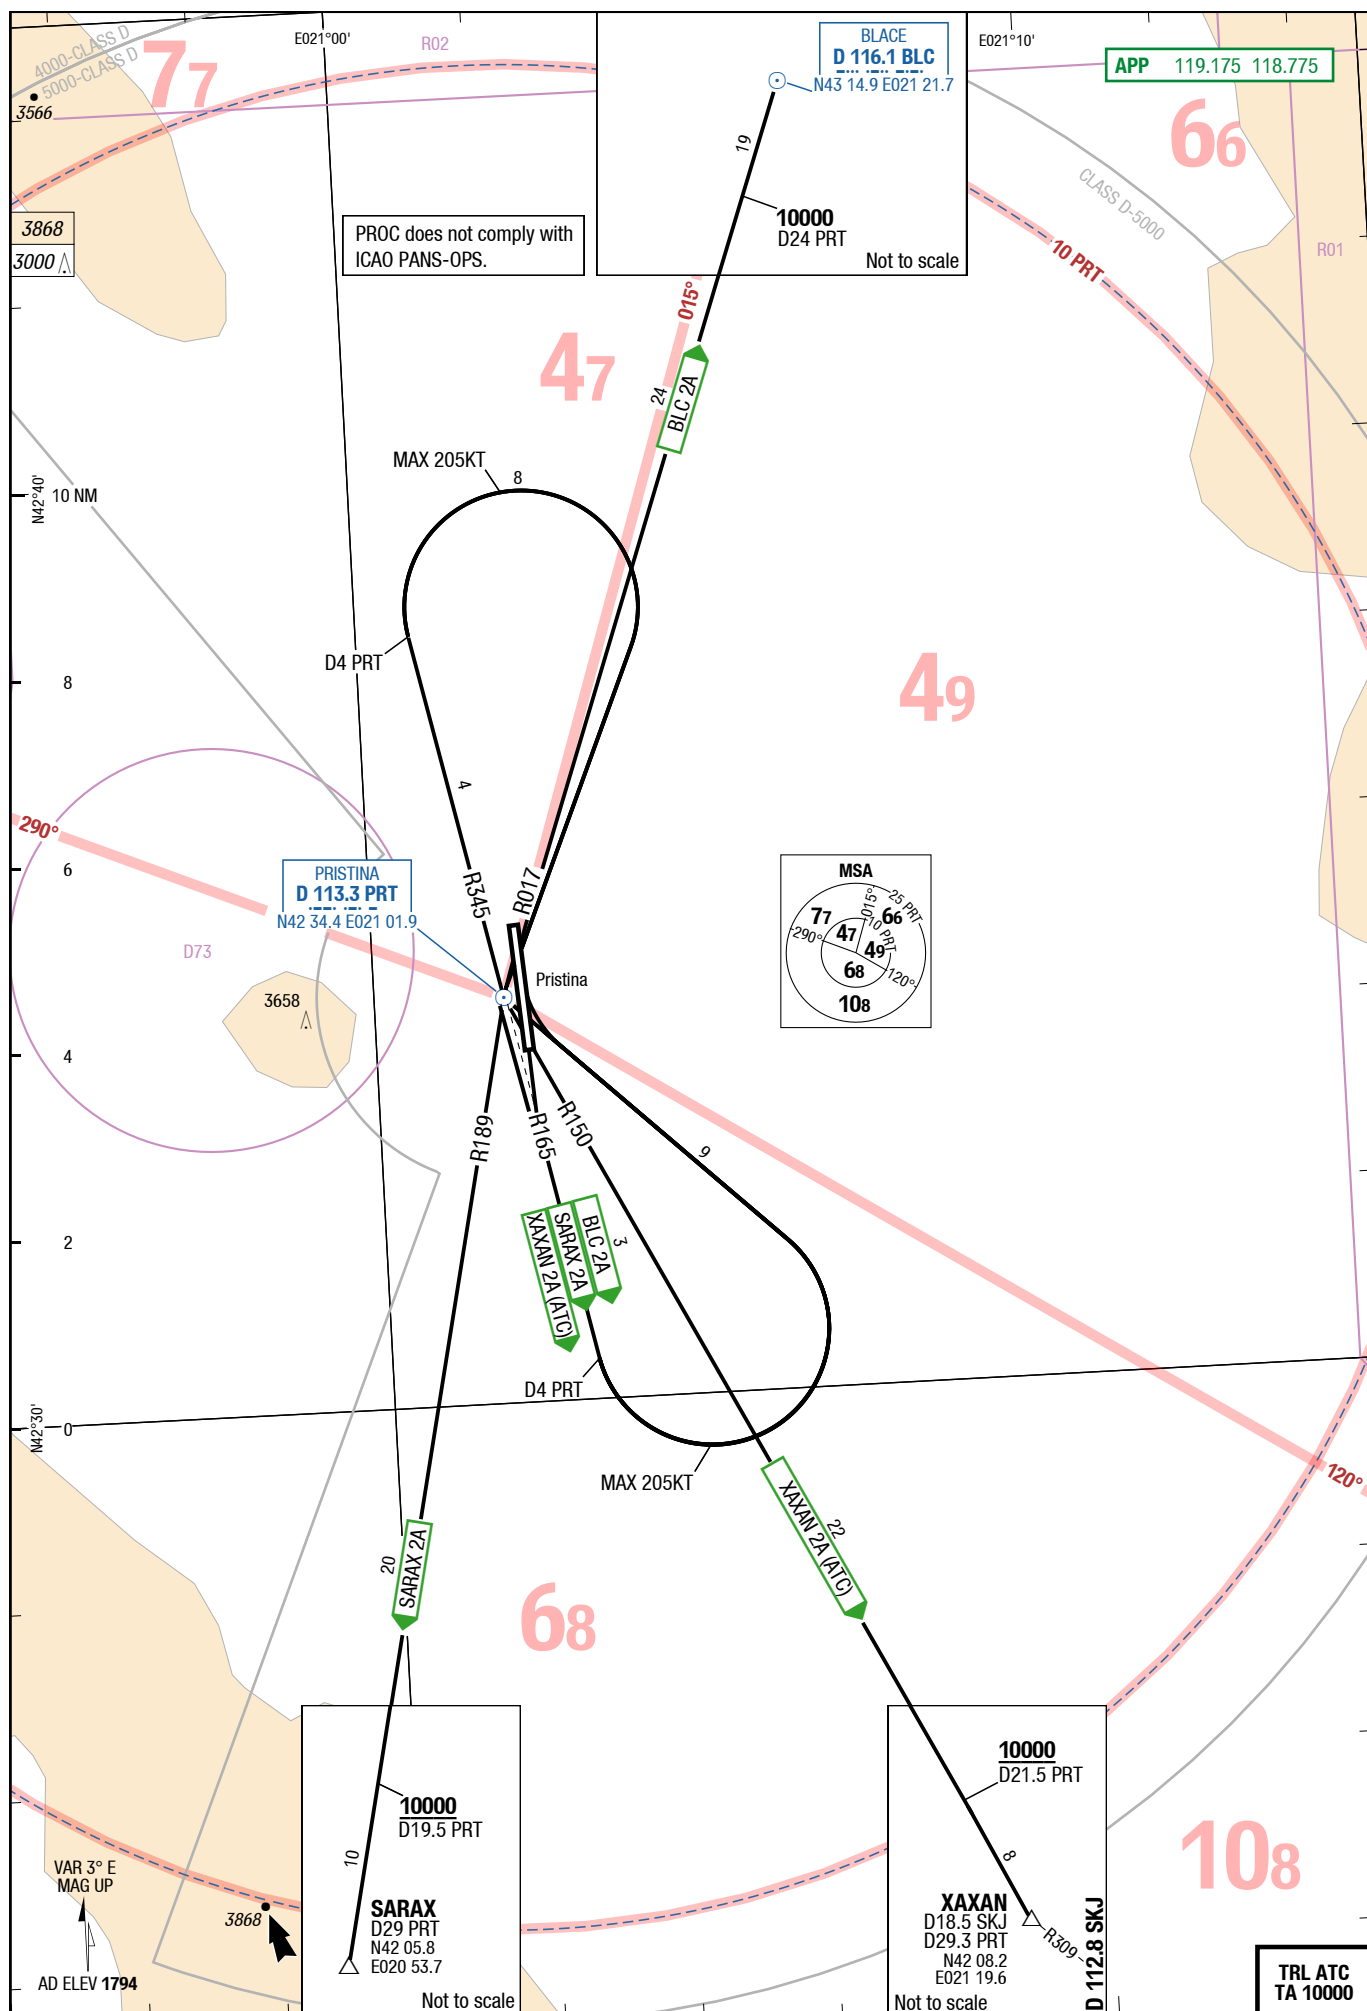 E021°00'
R02
4000-CLASS D
5000-CLASS D
77
3566
BLACE
D 116.1 BLC
N43 14.9 E021 21.7
E021°10'
APP 119.175 118.775
66
CLASS D-5000
R01
19
10000
D24 PRT
Not to scale
3868
3000
PROC does not comply with
ICAO PANS-OPS.
10 PRT
015°
47
24
BLC 2A
MAX 205KT
8
N42°40'
10 NM
D4 PRT
49
8
4
290°
6
PRISTINA
D 113.3 PRT
N42 34.4 E021 01.9
R345
R017
D73
3658
Pristina
MSA
77
015°
25 PRT
66
290°
47
10 PRT
49
68
120°
108
4
R189
R165
R150
9
2
XAXAN 2A (ATC)
SARAX 2A
BLC 2A
3
D4 PRT
N42°30'
0
MAX 205KT
120°
XAXAN 2A (ATC)
22
20
SARAX 2A
68
10000
D19.5 PRT
10
SARAX
D29 PRT
N42 05.8
E020 53.7
Not to scale
10000
D21.5 PRT
8
XAXAN
D18.5 SKJ
D29.3 PRT
N42 08.2
E021 19.6
Not to scale
R309
D 112.8 SKJ
108
VAR 3° E
MAG UP
3868
AD ELEV 1794
TRL ATC
TA 10000